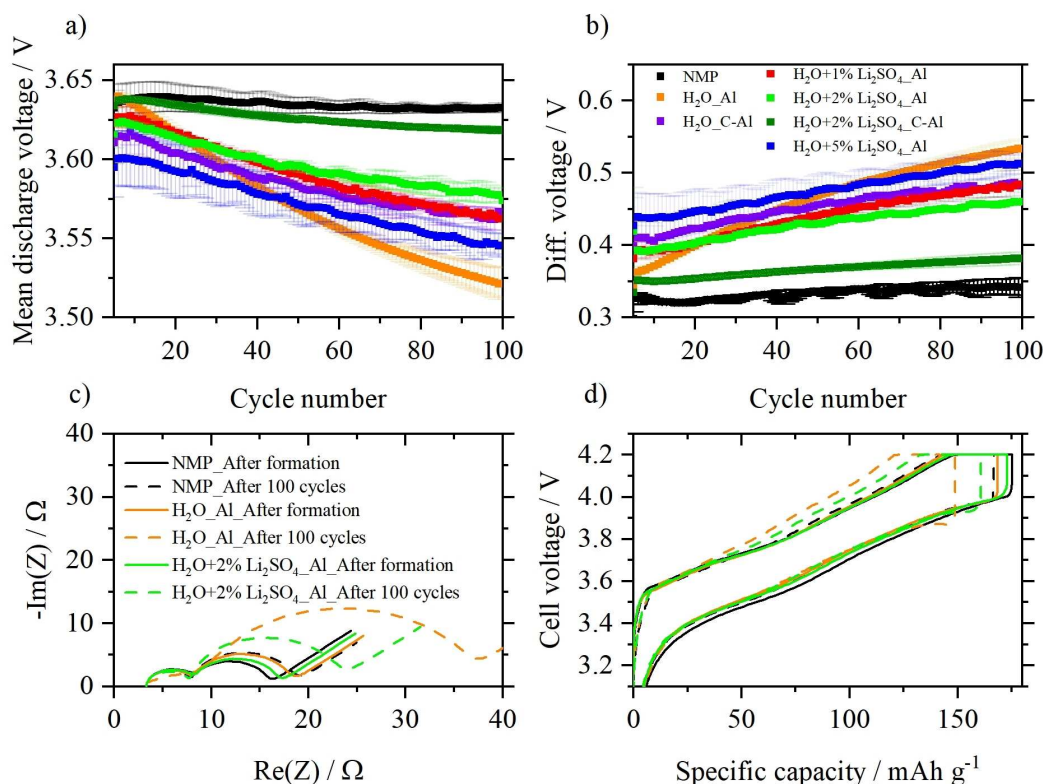 a)
Mean discharge voltage / V
3.65
3.60
3.55
3.50
20
40
60
80
100
Cycle number
b)
Diff. voltage / V
0.6
0.5
0.4
0.3
NMP
H₂O_Al
H₂O_C-Al
H₂O+1% Li₂SO₄_Al
H₂O+2% Li₂SO₄_Al
H₂O+2% Li₂SO₄_C-Al
H₂O+5% Li₂SO₄_Al
20
40
60
80
100
Cycle number
c)
-Im(Z) / Ω
40
30
20
10
0
NMP_After formation
NMP_After 100 cycles
H₂O_Al_After formation
H₂O_Al_After 100 cycles
H₂O+2% Li₂SO₄_Al_After formation
H₂O+2% Li₂SO₄_Al_After 100 cycles
0
10
20
30
40
Re(Z) / Ω
d)
Cell voltage / V
4.2
4.0
3.8
3.6
3.4
3.2
0
50
100
150
Specific capacity / mAh g⁻¹